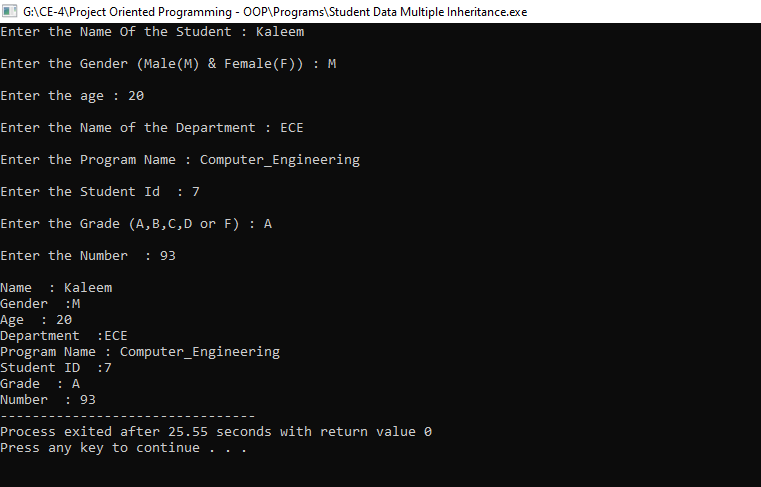 G:\CE-4\Project Oriented Programming - OOP\Programs\Student Data Multiple Inheritance.exe
Enter the Name Of the Student : Kaleem
Enter the Gender (Male(M) & Female(F)) : M
Enter the age : 20
Enter the Name of the Department : ECE
Enter the Program Name : Computer_Engineering
Enter the Student Id  : 7
Enter the Grade (A,B,C,D or F) : A
Enter the Number  : 93
Name  : Kaleem
Gender  :M
Age  : 20
Department  :ECE
Program Name : Computer_Engineering
Student ID  :7
Grade  : A
Number  : 93
--------------------------------
Process exited after 25.55 seconds with return value 0
Press any key to continue . . .